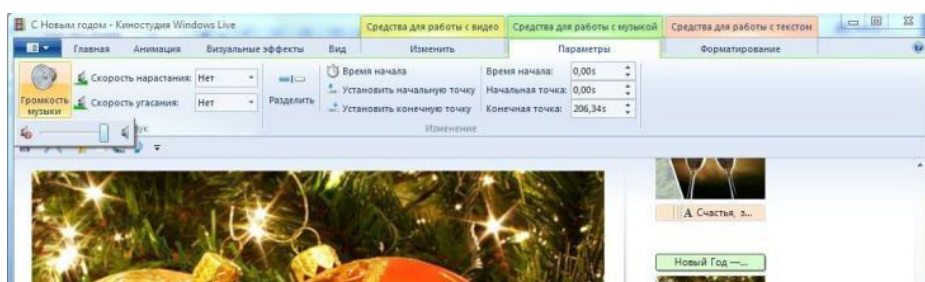 С Новым годом - Киностудия Windows Live
Средства для работы с видео
Средства для работы с музыкой
Средства для работы с текстом
Главная
Анимация
Визуальные эффекты
Вид
Изменить
Параметры
Форматирование
Громкость музыки
Скорость нарастания: Нет
Скорость угасания: Нет
Разделить
Время начала
Установить начальную точку
Установить конечную точку
Время начала: 0,00s
Начальная точка: 0,00s
Конечная точка: 206,34s
Изменение
А Счастья, з...
Новый Год —...